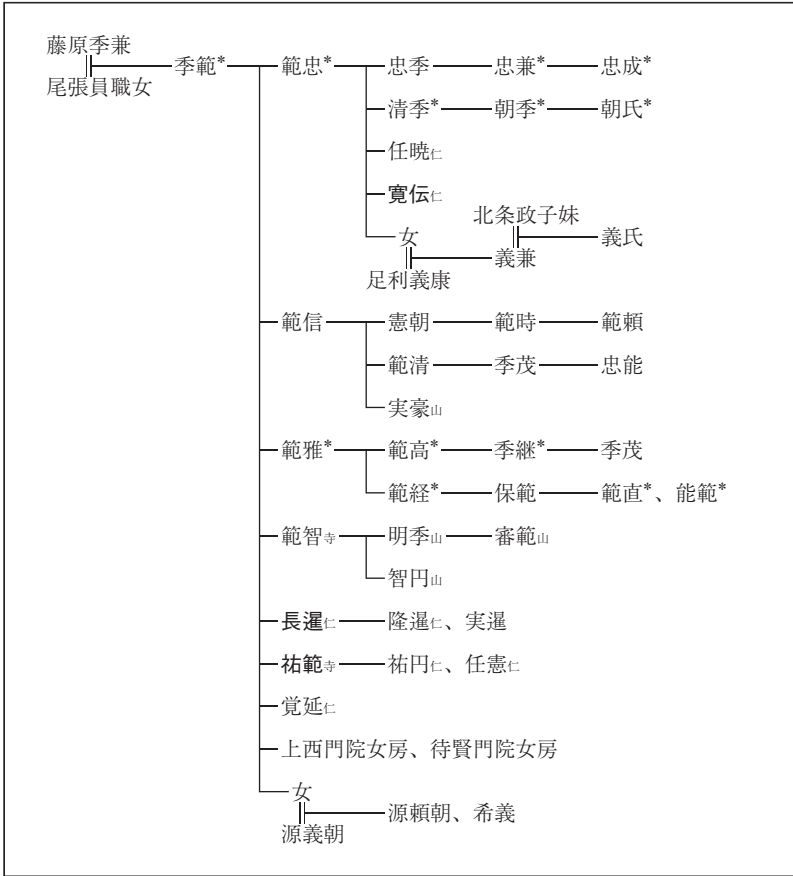 藤原季兼
季範* 範忠* 忠季 忠兼* 忠成*
尾張員職女
清季* 朝季* 朝氏*
任暁仁
寛伝仁
北条政子妹
女 義氏
義兼
足利義康
範信 憲朝 範時 範頼
範清 季茂 忠能
実豪山
範雅* 範高* 季継* 季茂
範経* 保範 範直*、能範*
範智寺 明季山 審範山
智円山
長暹仁 隆暹仁、実暹
祐範寺 祐円仁、任憲仁
覚延仁
上西門院女房、待賢門院女房
女
源頼朝、希義
源義朝